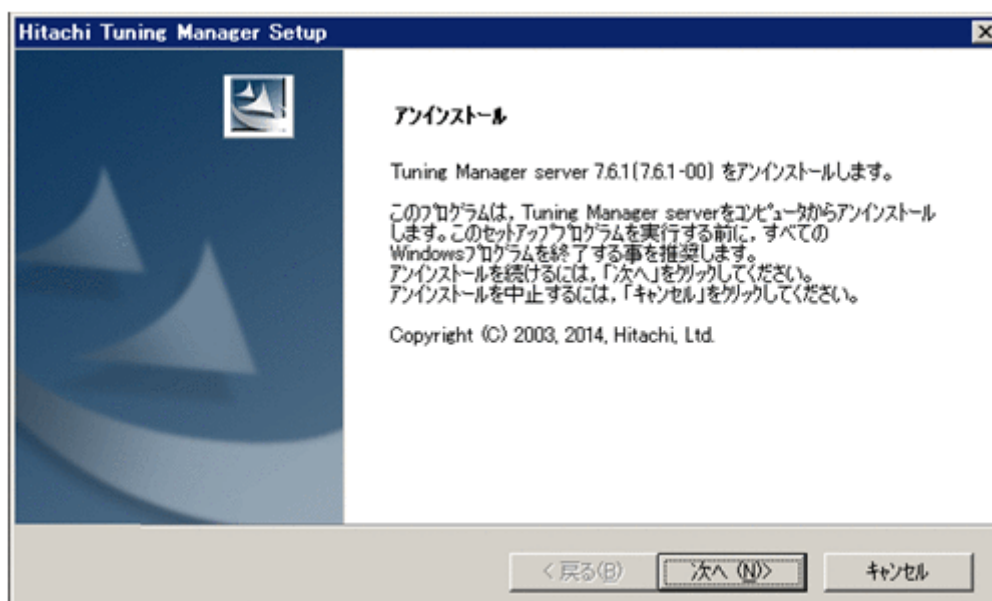 Hitachi Tuning Manager Setup
アンインストール
Tuning Manager server 7.6.1(7.6.1-00) をアンインストールします。
このプログラムは, Tuning Manager serverをコンピュータからアンインストール
します。このセットアッププログラムを実行する前に, すべての
Windowsプログラムを終了する事を推奨します。
アンインストールを続けるには,「次へ」をクリックしてください。
アンインストールを中止するには,「キャンセル」をクリックしてください。
Copyright (C) 2003, 2014, Hitachi, Ltd.
< 戻る(B)
次へ (N)>
キャンセル